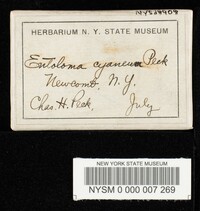 HERBARIUM N. Y. STATE MUSEUM
Entoloma cyaneum Peck
Newcomb, N.Y.
Chas. H. Peck, July
NEW YORK STATE MUSEUM
NYSM 0 000 007 269